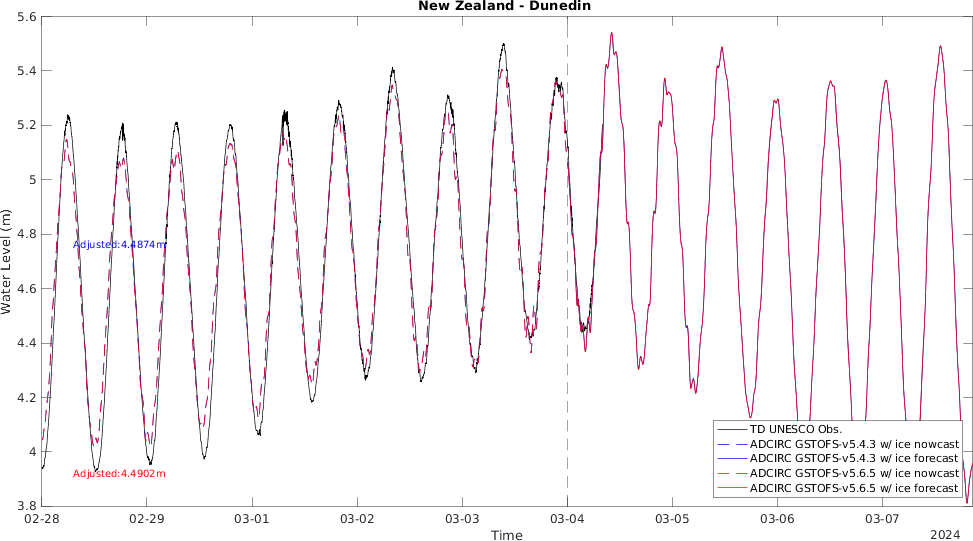 New Zealand - Dunedin
5.6
5.4
5.2
5
4.8
4.6
4.4
4.2
4
3.8
Water Level (m)
Adjusted:4.4874m
Adjusted:4.4902m
TD UNESCO Obs.
ADCIRC GSTOFS-v5.4.3 w/ ice nowcast
ADCIRC GSTOFS-v5.4.3 w/ ice forecast
ADCIRC GSTOFS-v5.6.5 w/ ice nowcast
ADCIRC GSTOFS-v5.6.5 w/ ice forecast
02-28 02-29 03-01 03-02 03-03 03-04 03-05 03-06 03-07
Time
2024